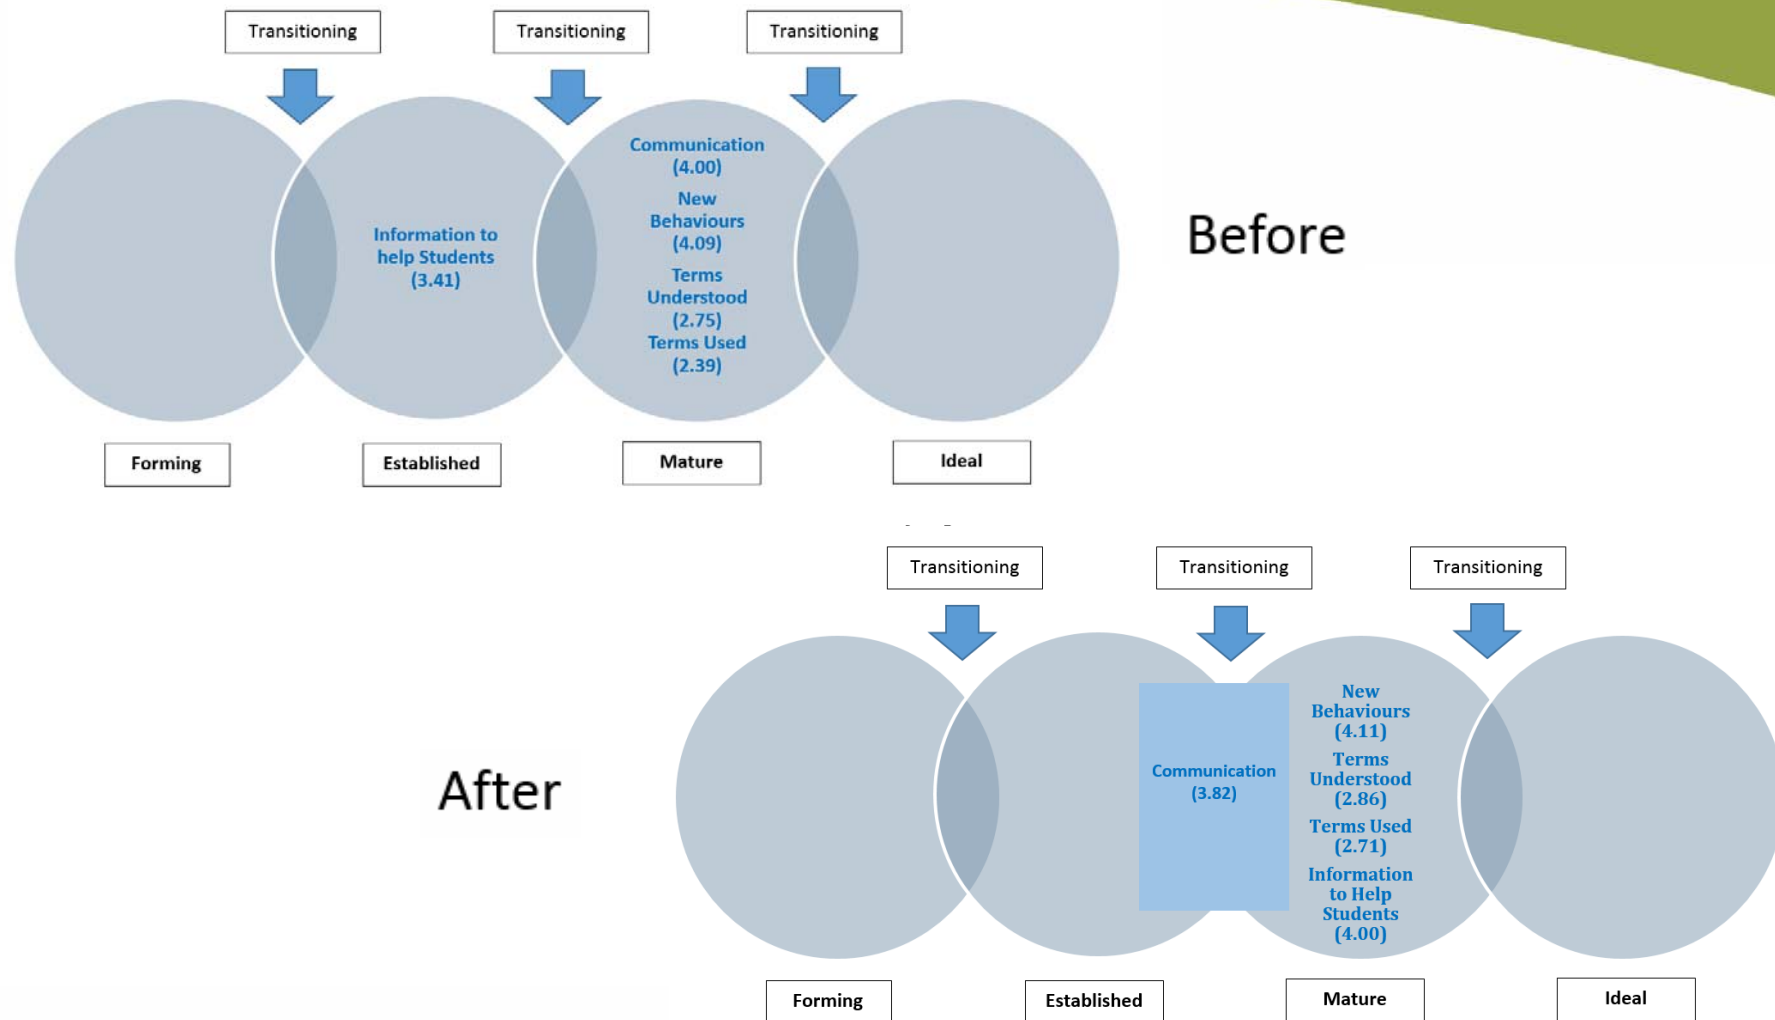 Transitioning
Transitioning
Transitioning
Communication
(4.00)
New
Behaviours
(4.09)
Terms
Understood
(2.75)
Terms Used
(2.39)
Information to
help Students
(3.41)
Before
Forming
Established
Mature
Ideal
Transitioning
Transitioning
Transitioning
New
Behaviours
(4.11)
Terms
Understood
(2.86)
Terms Used
(2.71)
Information
to Help
Students
(4.00)
Communication
(3.82)
After
Forming
Established
Mature
Ideal